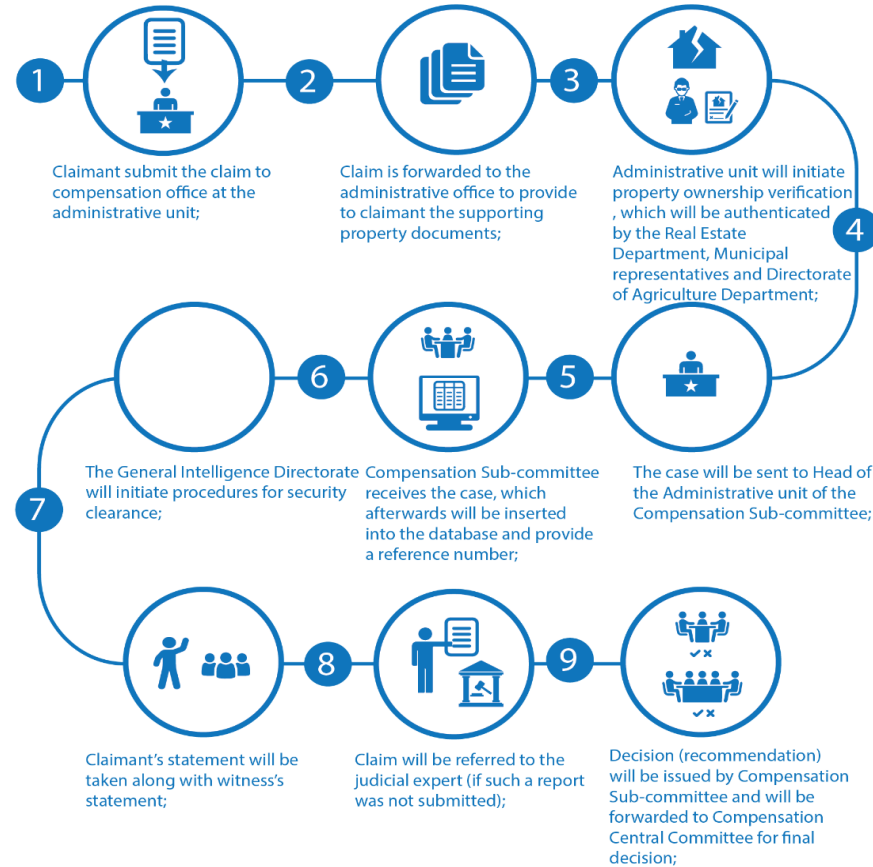 1
Claimant submit the claim to
compensation office at the
administrative unit;
2
Claim is forwarded to the
administrative office to provide
to claimant the supporting
property documents;
3
Administrative unit will initiate
property ownership verification
, which will be authenticated
by the Real Estate
Department, Municipal
representatives and Directorate
of Agriculture Department;
4
The case will be sent to Head of
the Administrative unit of the
Compensation Sub-committee;
5
Compensation Sub-committee
receives the case, which
afterwards will be inserted
into the database and provide
a reference number;
6
The General Intelligence Directorate
will initiate procedures for security
clearance;
7
Claimant's statement will be
taken along with witness's
statement;
8
Claim will be referred to the
judicial expert (if such a report
was not submitted);
9
Decision (recommendation)
will be issued by Compensation
Sub-committee and will be
forwarded to Compensation
Central Committee for final
decision;